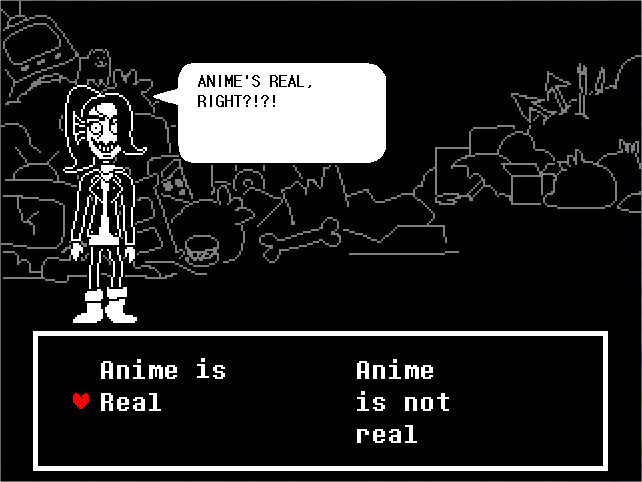 ANIME'S REAL,
RIGHT?!?!
Anime is
Real
Anime
is not
real